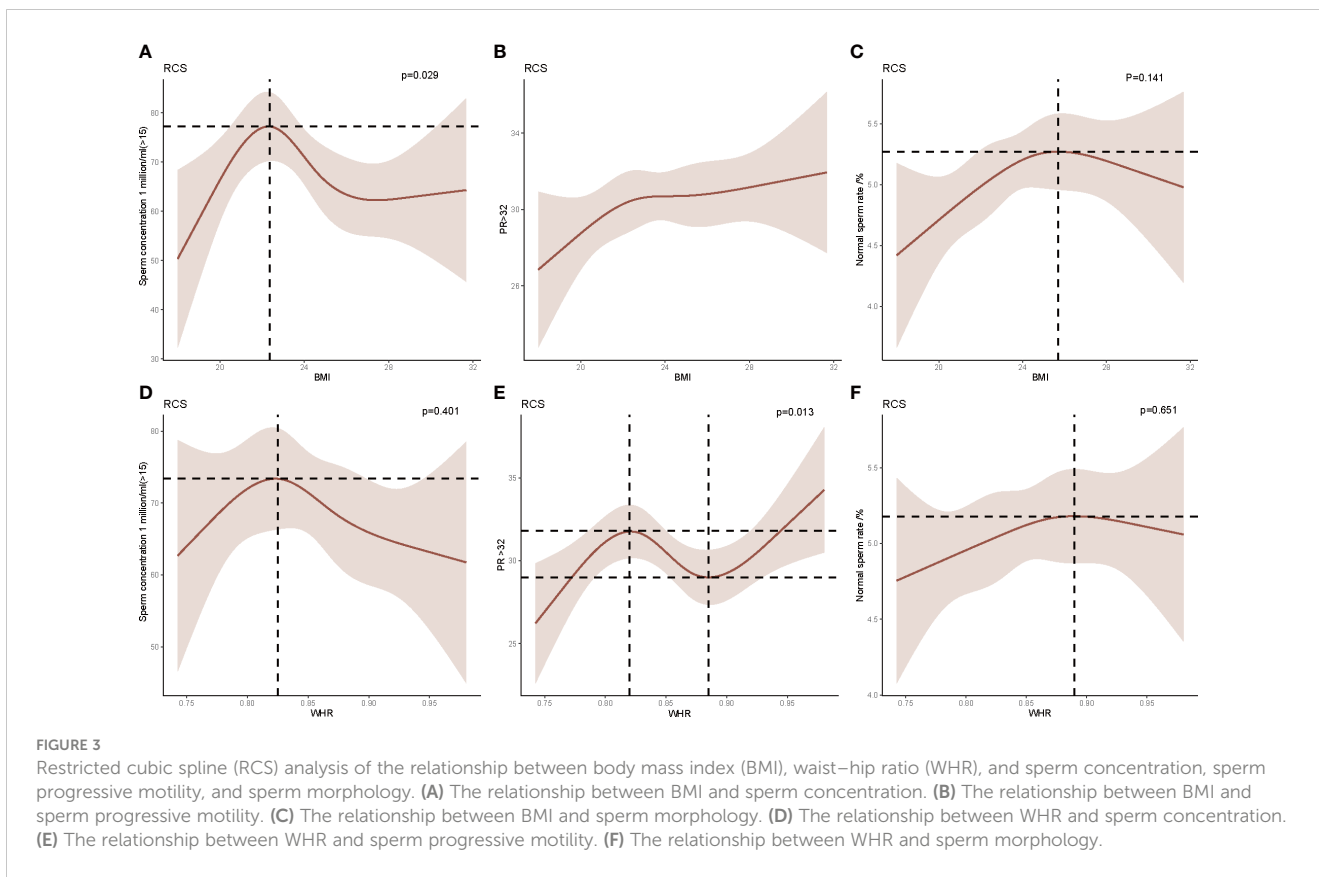 A
RCS
p=0.029
Sperm concentration 1 million/ml(>15)
80
70
60
50
40
30
20
24
28
32
BMI
B
RCS
PR>32
34
30
28
20
24
28
32
BMI
C
RCS
P=0.141
Normal sperm rate /%
5.5
5.0
4.5
4.0
20
24
28
32
BMI
D
RCS
p=0.401
Sperm concentration 1 million/ml(>15)
80
70
60
50
0.75
0.80
0.85
0.90
0.95
WHR
E
RCS
p=0.013
PR >32
35
30
25
0.75
0.80
0.85
0.90
0.95
WHR
F
RCS
p=0.651
Normal sperm rate /%
5.5
5.0
4.5
4.0
0.75
0.80
0.85
0.90
0.95
WHR
FIGURE 3
Restricted cubic spline (RCS) analysis of the relationship between body mass index (BMI), waist–hip ratio (WHR), and sperm concentration, sperm
progressive motility, and sperm morphology. (A) The relationship between BMI and sperm concentration. (B) The relationship between BMI and
sperm progressive motility. (C) The relationship between BMI and sperm morphology. (D) The relationship between WHR and sperm concentration.
(E) The relationship between WHR and sperm progressive motility. (F) The relationship between WHR and sperm morphology.